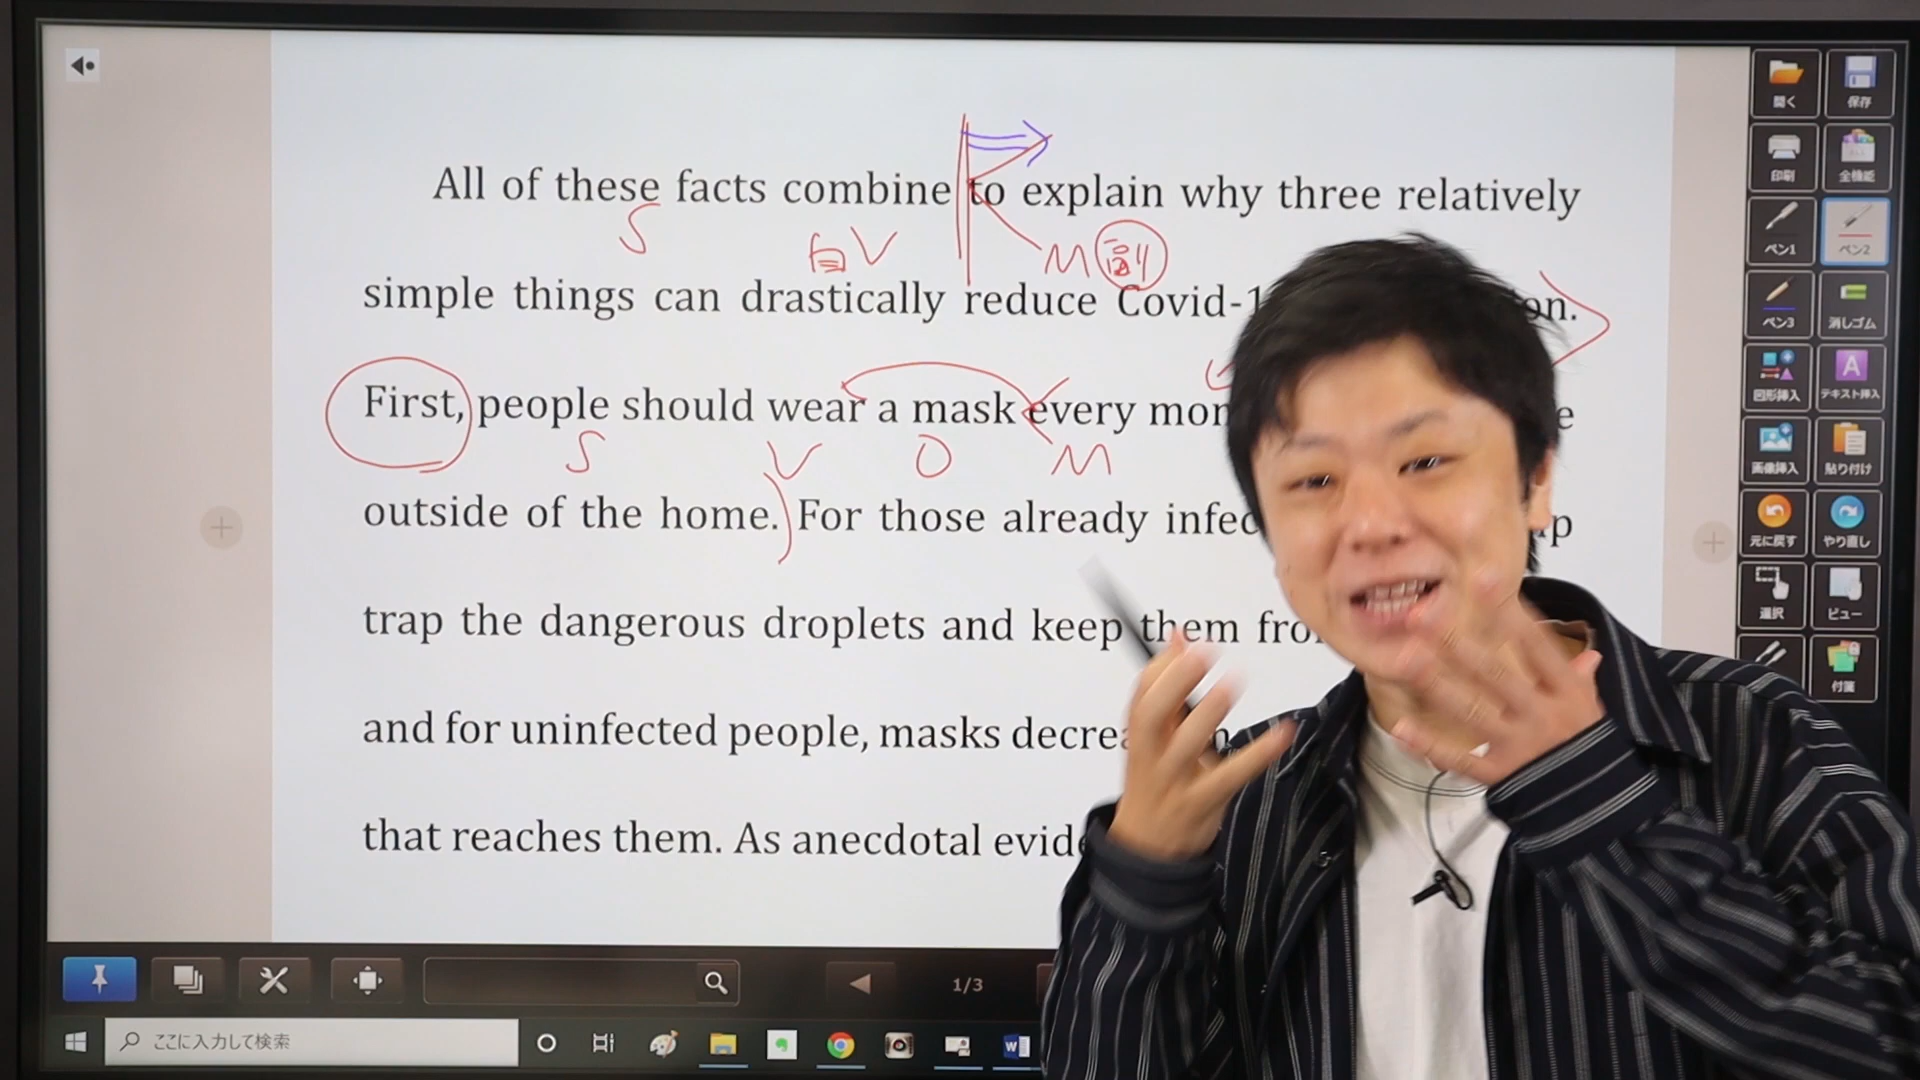 All of these facts combine to explain why three relatively
S 自V M 副
simple things can drastically reduce Covid-1 on.
First, people should wear a mask every mor e
S V O M
outside of the home. For those already infec p
trap the dangerous droplets and keep them fro
and for uninfected people, masks decrea
that reaches them. As anecdotal evide
開く 保存
印刷 全機能
ペン1 ペン2
ペン3 消しゴム
図形挿入 テキスト挿入
画像挿入 貼り付け
元に戻す やり直し
選択 ビュー
付箋
1/3
ここに入力して検索